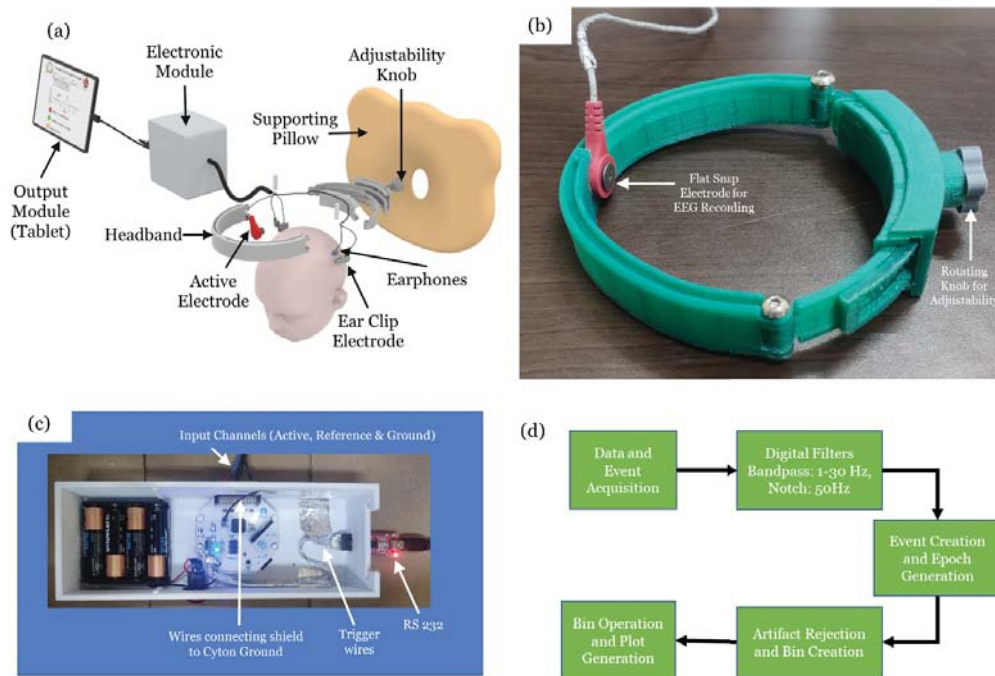 (a)
Electronic
Module
Adjustability
Knob
Supporting
Pillow
Output
Module
(Tablet)
Headband
Active
Electrode
Earphones
Ear Clip
Electrode
(b)
Flat Snap
Electrode for
EEG Recording
Rotating
Knob for
Adjustability
(c)
Input Channels (Active, Reference & Ground)
Wires connecting shield
to Cyton Ground
Trigger
wires
RS 232
(d)
Data and
Event
Acquisition
Digital Filters
Bandpass: 1-30 Hz,
Notch: 50Hz
Event Creation
and Epoch
Generation
Artifact Rejection
and Bin Creation
Bin Operation
and Plot
Generation